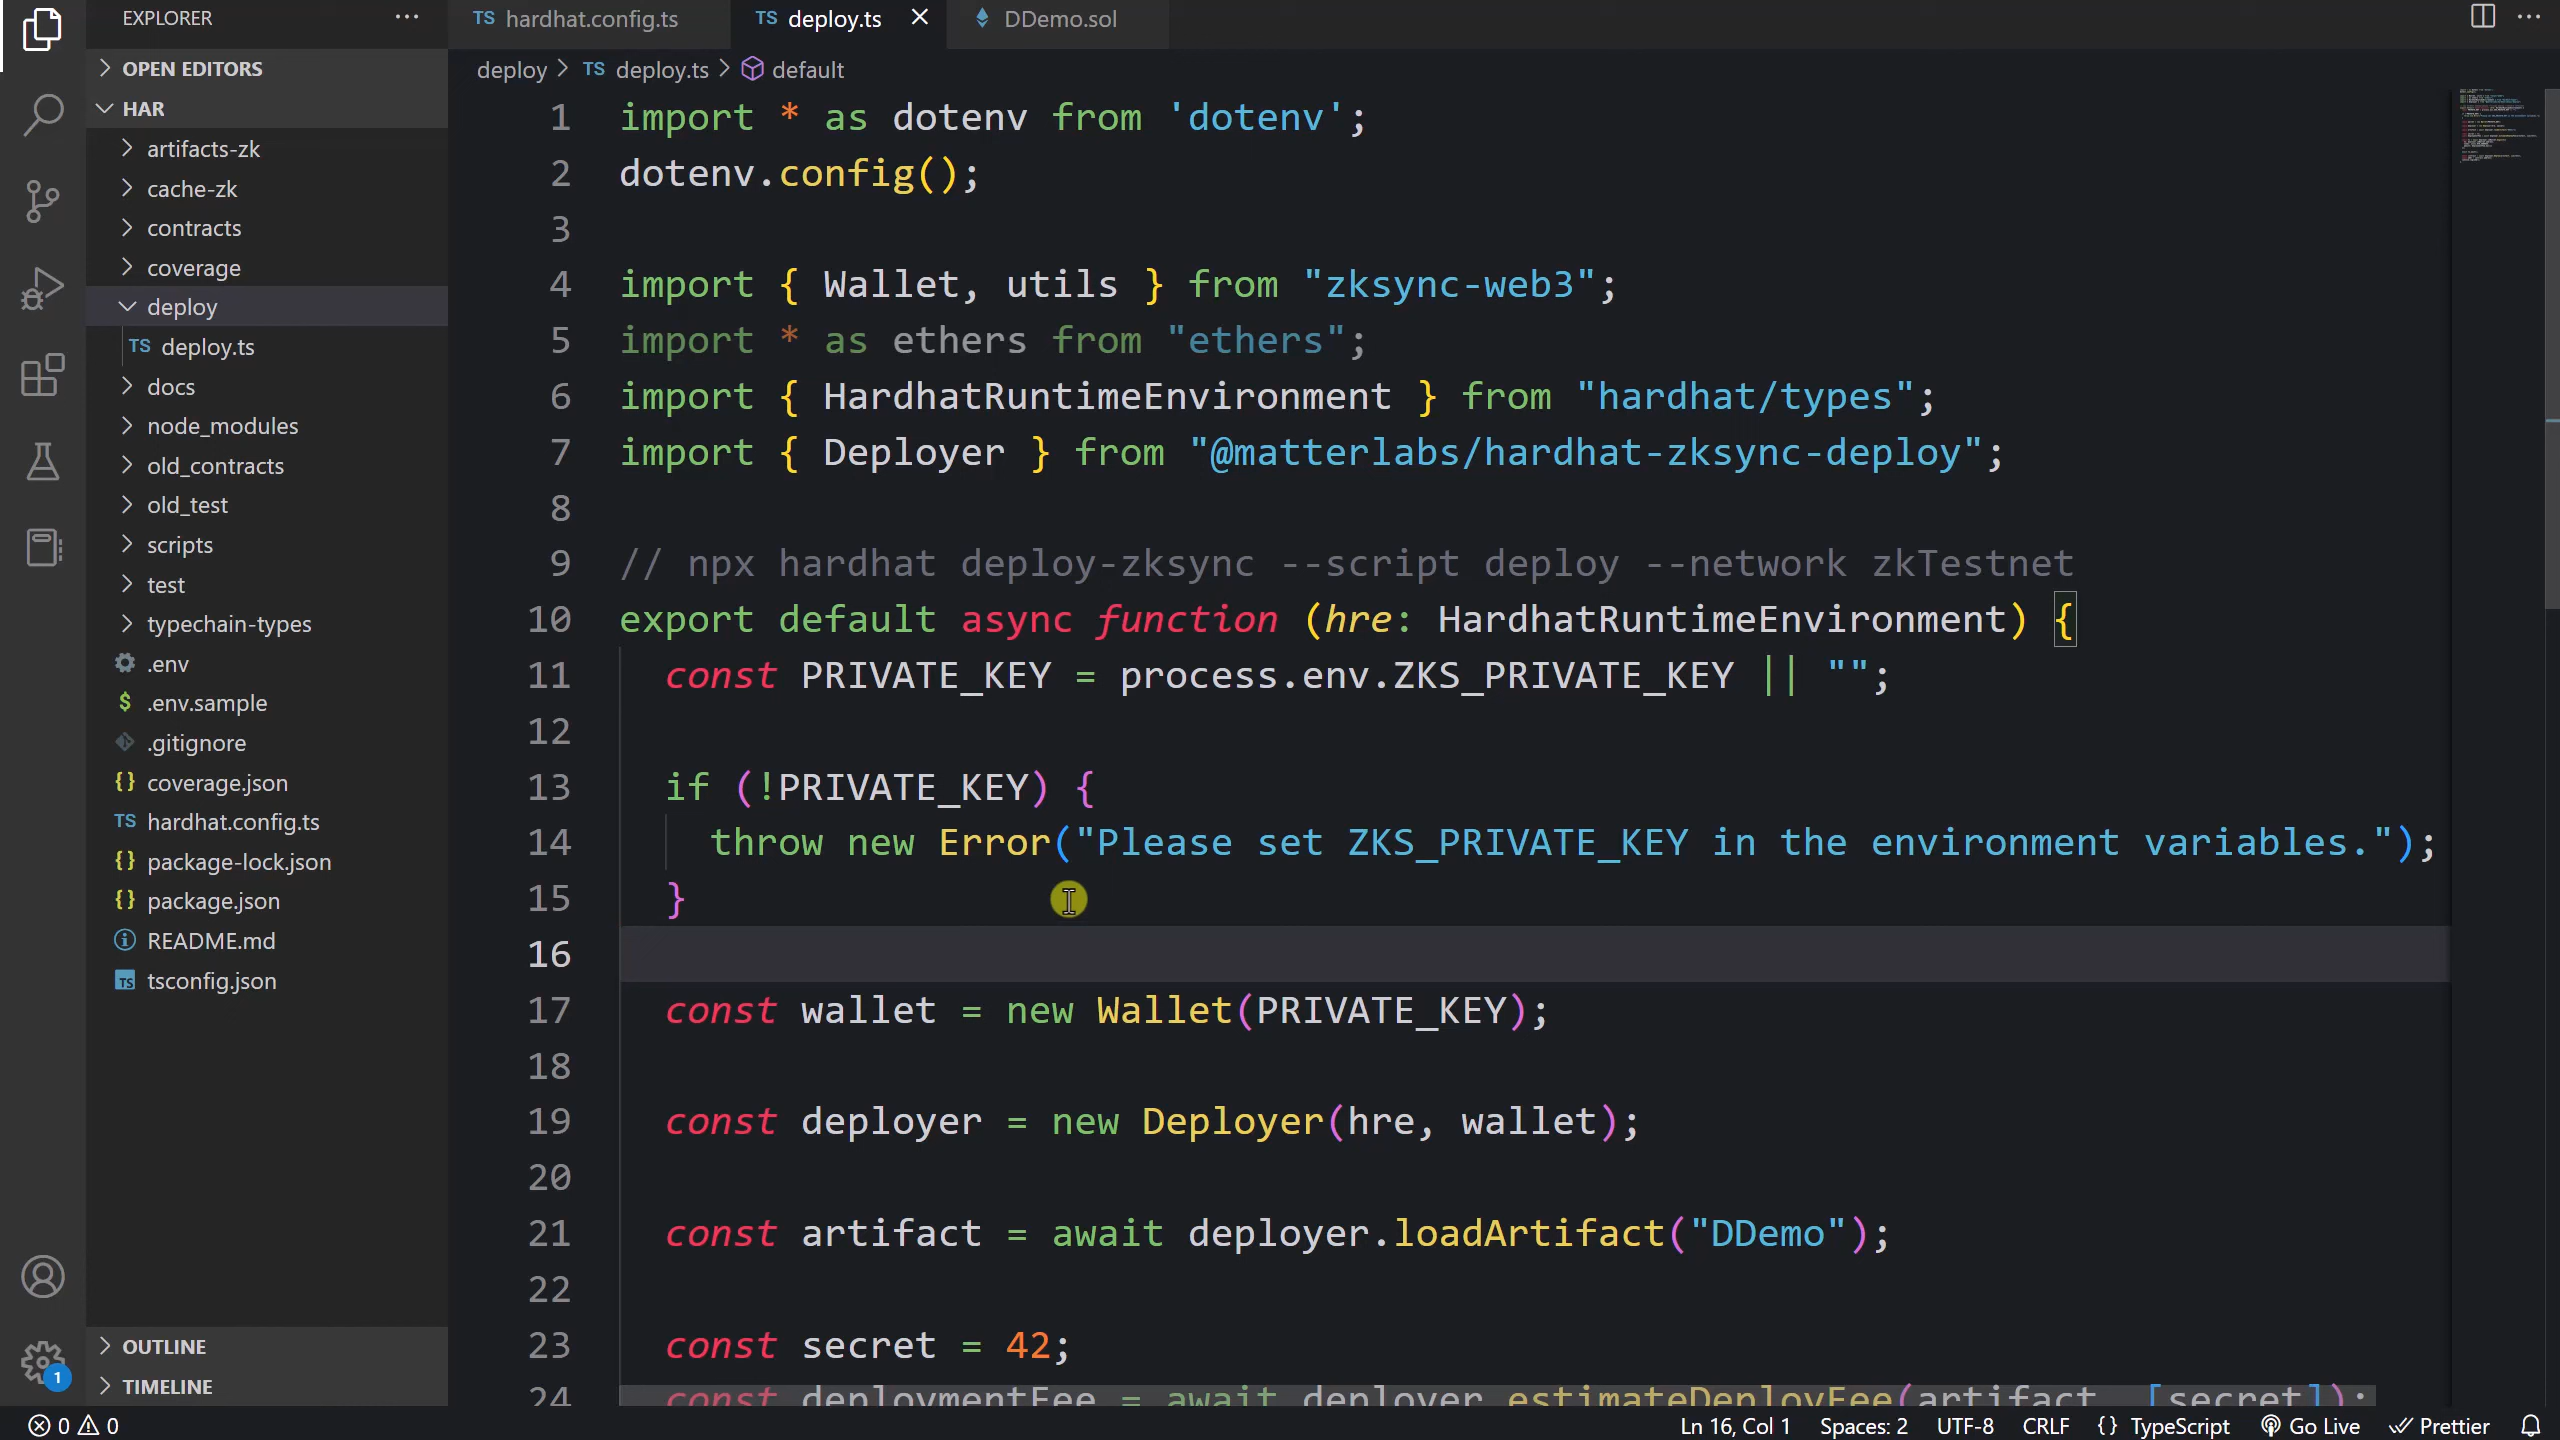 EXPLORER
hardhat.config.ts
deploy.ts
DDemo.sol
OPEN EDITORS
HAR
artifacts-zk
cache-zk
contracts
coverage
deploy
TS deploy.ts
docs
node_modules
old_contracts
old_test
scripts
test
typechain-types
.env
.env.sample
.gitignore
coverage.json
TS hardhat.config.ts
package-lock.json
package.json
README.md
tsconfig.json
OUTLINE
TIMELINE
deploy > TS deploy.ts > default
1 import * as dotenv from 'dotenv';
2 dotenv.config();
3
4 import { Wallet, utils } from "zksync-web3";
5 import * as ethers from "ethers";
6 import { HardhatRuntimeEnvironment } from "hardhat/types";
7 import { Deployer } from "@matterlabs/hardhat-zksync-deploy";
8
9 // npx hardhat deploy-zksync --script deploy --network zkTestnet
10 export default async function (hre: HardhatRuntimeEnvironment) {
11 const PRIVATE_KEY = process.env.ZKS_PRIVATE_KEY || "";
12
13 if (!PRIVATE_KEY) {
14 throw new Error("Please set ZKS_PRIVATE_KEY in the environment variables.");
15 }
16
17 const wallet = new Wallet(PRIVATE_KEY);
18
19 const deployer = new Deployer(hre, wallet);
20
21 const artifact = await deployer.loadArtifact("DDemo");
22
23 const secret = 42;
24 const deploymentFee = await deployer.estimateDeployFee(artifact, [secret]);
1
0 0 Ln 16, Col 1 Spaces: 2 UTF-8 CRLF {} TypeScript Go Live Prettier